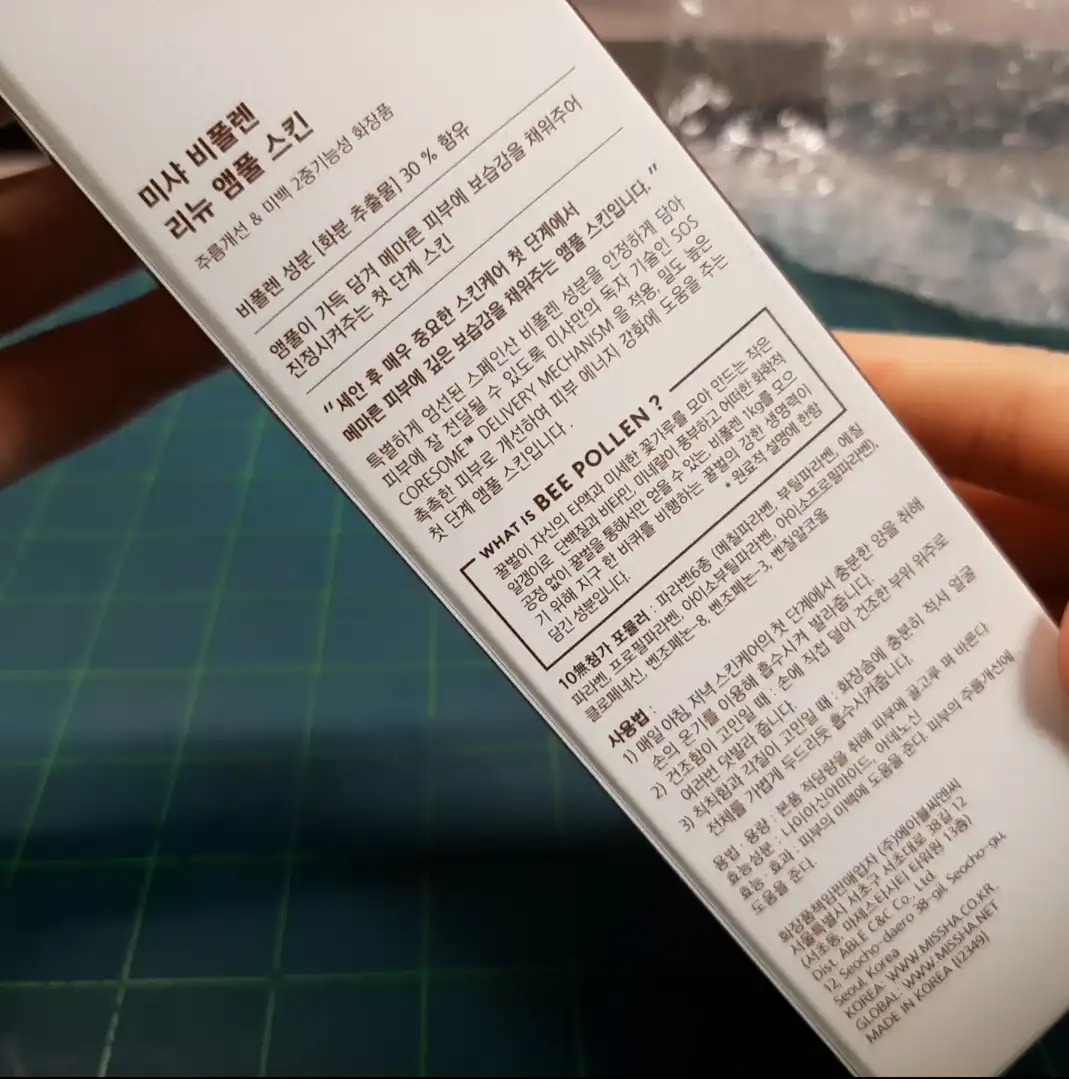 미샤 비폴렌
리뉴 앰풀 스킨
주름개선 & 미백 2중기능성 화장품
비폴렌 성분 [화분 추출물] 30 % 함유
앰풀이 가득 담겨 메마른 피부에 보습감을 채워주어
진정시켜주는 첫 단계 스킨
“ 세안 후 매우 중요한 스킨케어 첫 단계에서
메마른 피부에 깊은 보습감을 채워주는 앰풀 스킨입니다. ”
특별하게 엄선된 스페인산 비폴렌 성분을 안정하게 담아
피부에 잘 전달될 수 있도록 미샤만의 독자 기술인 SOS
CORESOME™ DELIVERY MECHANISM 을 적용, 밀도 높은
촉촉한 피부로 개선하여 피부 에너지 강화에 도움을 주는
첫 단계 앰풀 스킨입니다.
WHAT IS BEE POLLEN ?
꿀벌이 자신의 타액과 미세한 꽃가루를 모아 만드는 작은
알갱이로, 단백질과 비타민 미네랄이 풍부하고 어떠한 화학적
공정 없이 꿀벌을 통해서만 얻을 수 있는, 비폴렌 1kg를 모으
기 위해 지구 한 바퀴를 비행하는 꿀벌의 강한 생명력이
담긴 성분입니다.
* 원료적 설명에 한함
10無첨가 포뮬러 : 파라벤6종 (메칠파라벤, 부틸파라벤, 에칠
파라벤, 프로필파라벤, 아이소부틸파라벤, 아이소프로필파라벤),
클로페네신, 벤조페논-8, 벤조페논-3, 벤질알코올
사용법 :
1) 매일 아침 저녁 스킨케어의 첫 단계에서 충분한 양을 취해
손의 온기를 이용해 흡수시켜 발라줍니다.
2) 건조함이 고민일 때 : 손에 직접 덜어 건조한 부위 위주로
여러번 덧발라 줍니다.
3) 칙칙함과 각질이 고민일 때 : 화장솜에 충분히 적셔 얼굴
전체를 가볍게 두드리듯 흡수시켜줍니다.
용법 · 용량 : 본품 적당량을 취해 피부에 골고루 펴 바른다
효능성분 : 나이아신아마이드, 아데노신
효능 · 효과 : 피부의 미백에 도움을 준다. 피부의 주름개선에
도움을 준다.
화장품책임판매업자 (주)에이블씨엔씨
서울특별시 서초구 서초대로 38길 12
(서초동, 마제스타시티 타워원 13층)
Dist. ABLE C&C Co., Ltd.
12, Seocho-daero 38-gil, Seocho-gu,
Seoul, Korea
KOREA: WWW.MISSHA.CO.KR.
GLOBAL: WWW.MISSHA.NET
MADE IN KOREA [I2349]